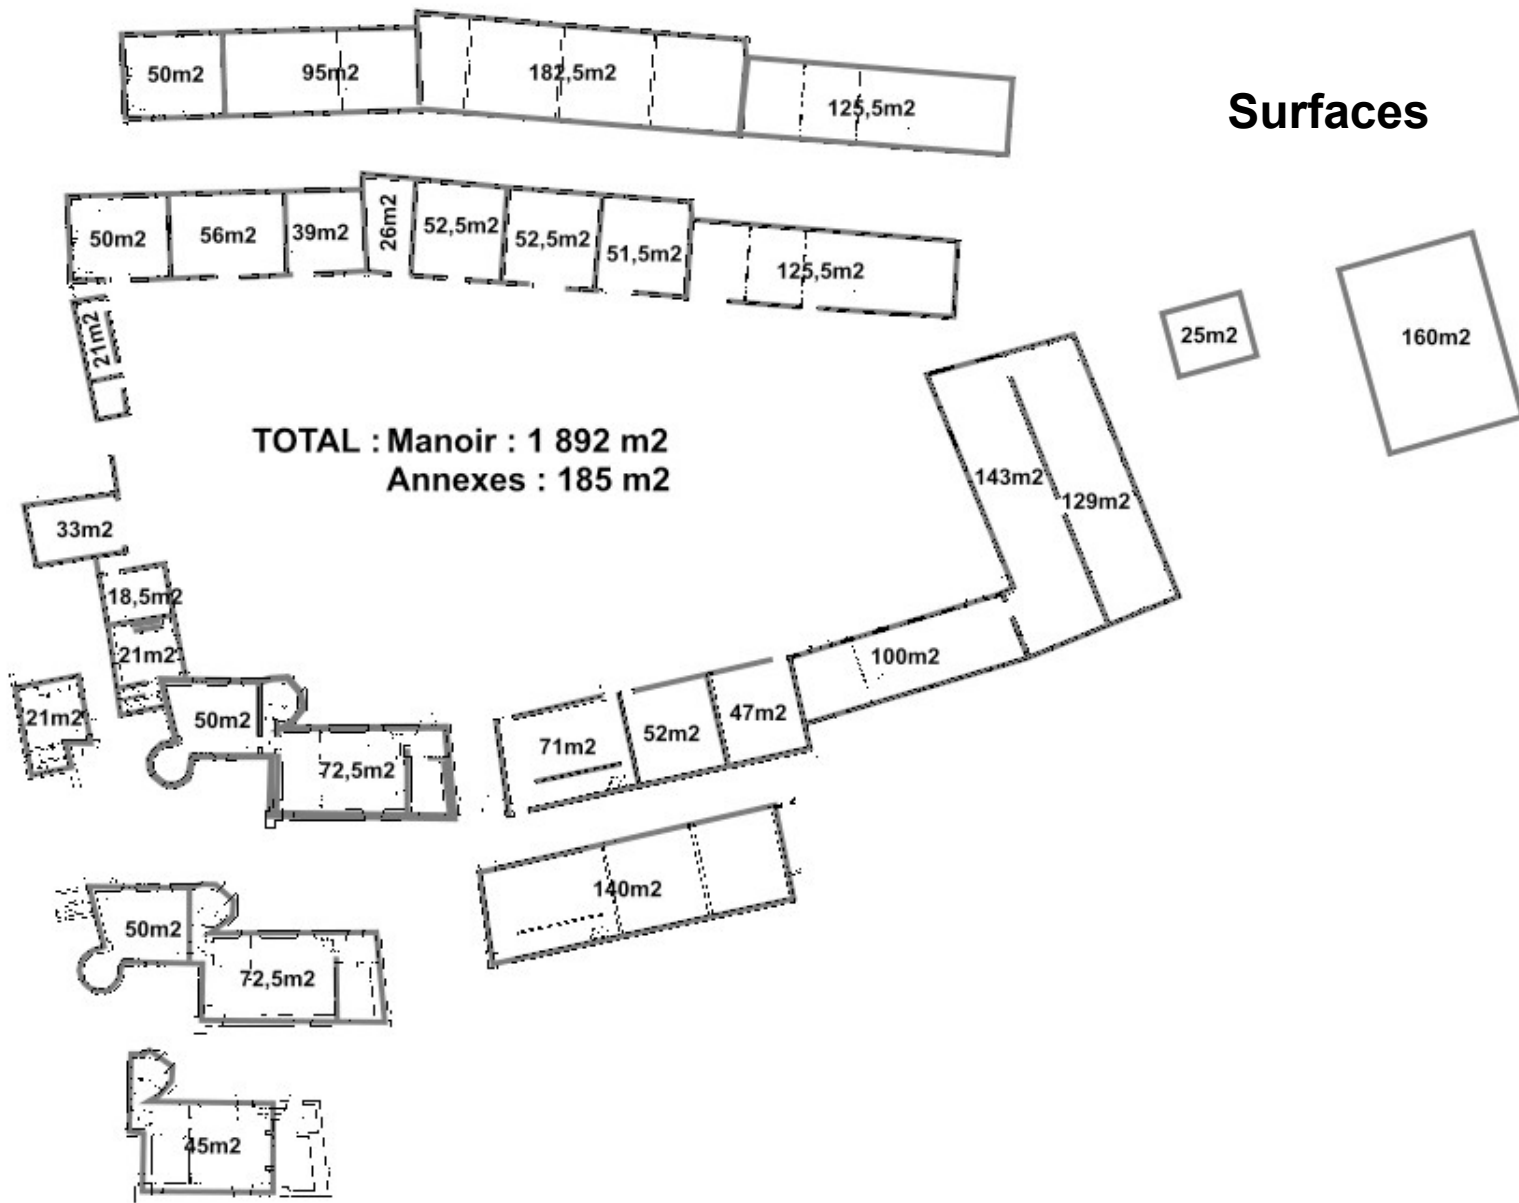 Surfaces
50m2
95m2
182,5m2
125,5m2
50m2
56m2
39m2
26m2
52,5m2
52,5m2
51,5m2
125,5m2
21m2
25m2
160m2
TOTAL : Manoir : 1 892 m2
Annexes : 185 m2
143m2
129m2
33m2
18,5m2
21m2
21m2
50m2
72,5m2
71m2
52m2
47m2
100m2
140m2
50m2
72,5m2
45m2